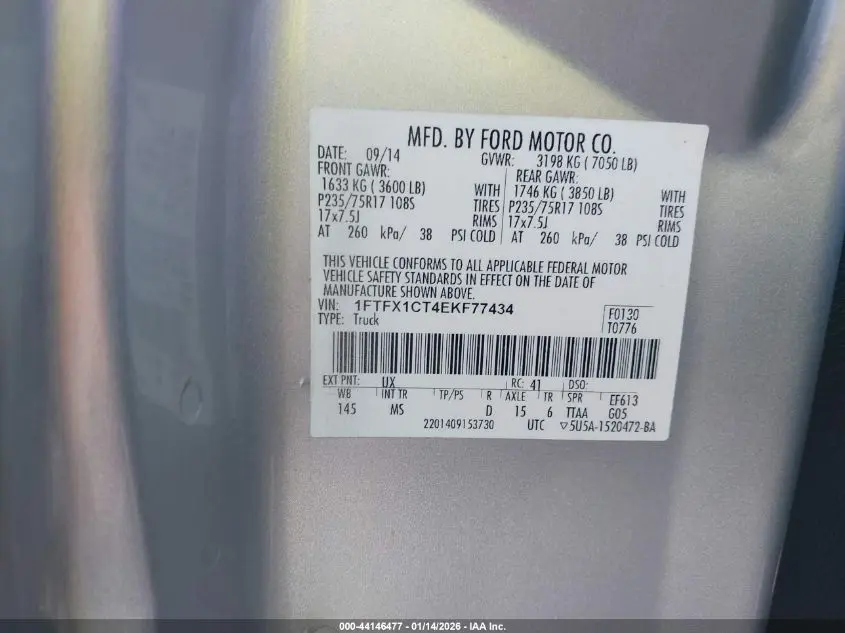 MFD. BY FORD MOTOR CO.
DATE: 09/14 GVWR: 3198 KG ( 7050 LB)
FRONT GAWR: REAR GAWR:
1633 KG ( 3600 LB) WITH 1746 KG ( 3850 LB) WITH
P235/75R17 108S TIRES P235/75R17 108S TIRES
17x7.5J RIMS 17x7.5J RIMS
AT 260 kPa/ 38 PSI COLD AT 260 kPa/ 38 PSI COLD
THIS VEHICLE CONFORMS TO ALL APPLICABLE FEDERAL MOTOR
VEHICLE SAFETY STANDARDS IN EFFECT ON THE DATE OF
MANUFACTURE SHOWN ABOVE.
VIN: 1FTFX1CT4EKF77434 F0130
TYPE: Truck T0776
EXT PNT: UX RC: 41 DSO:
WB INT TR TP/PS R AXLE TR SPR EF613
145 MS D 15 6 TTAA G05
2201409153730 UTC ▽5U5A-1520472-BA
000-44146477 - 01/14/2026 - IAA Inc.